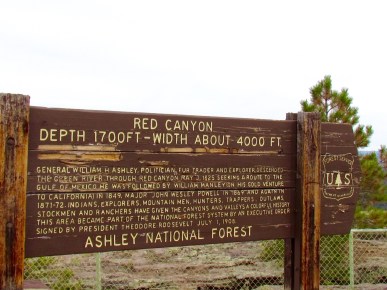 RED CANYON
DEPTH 1700FT - WIDTH ABOUT 4000 FT.
GENERAL WILLIAM H. ASHLEY, POLITICIAN, FUR TRADER AND EXPLORER, DESCENDED
THE GREEN RIVER THROUGH RED CANYON MAY 3, 1825 SEEKING A ROUTE TO THE
GULF OF MEXICO. HE WAS FOLLOWED BY WILLIAM MANLEY ON HIS GOLD VENTURE
TO CALIFORNIA IN 1849, MAJOR JOHN WESLEY POWELL IN 1869 AND AGAIN IN
1871-72. INDIANS, EXPLORERS, MOUNTAIN MEN, HUNTERS, TRAPPERS, OUTLAWS,
STOCKMEN AND RANCHERS HAVE GIVEN THE CANYONS AND VALLEYS A COLORFUL HISTORY
THIS AREA BECAME PART OF THE NATIONAL FOREST SYSTEM BY AN EXECUTIVE ORDER
SIGNED BY PRESIDENT THEODORE ROOSEVELT JULY 1, 1908.
ASHLEY NATIONAL FOREST
FOREST SERVICE
U S